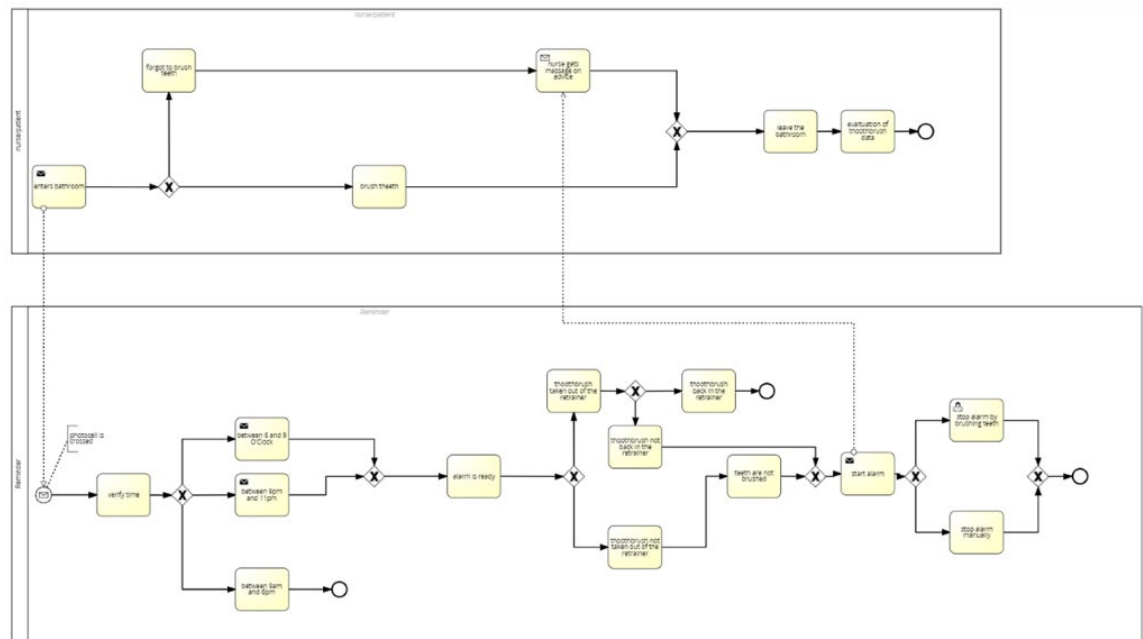 nurse/patient
nurse/patient
forgot to brush
teeth
nurse gets
massage on
advice
leave the
bathroom
evaltuation of
thoothbrush
data
enters bathroom
brush theeth
Reminder
Reminder
thoothbrush
taken out of the
retrainer
thoothbrush
back in the
retrainer
photocell is
crossed
between 6 and 9
O'Clock
thoothbrush not
back in the
retrainer
stop alarm by
brushing teeth
verify time
between 8pm
and 11pm
alarm is ready
teeth are not
brushed
start alarm
thoothbrush not
taken out of the
retrainer
stop alarm
manually
between 9am
and 8pm